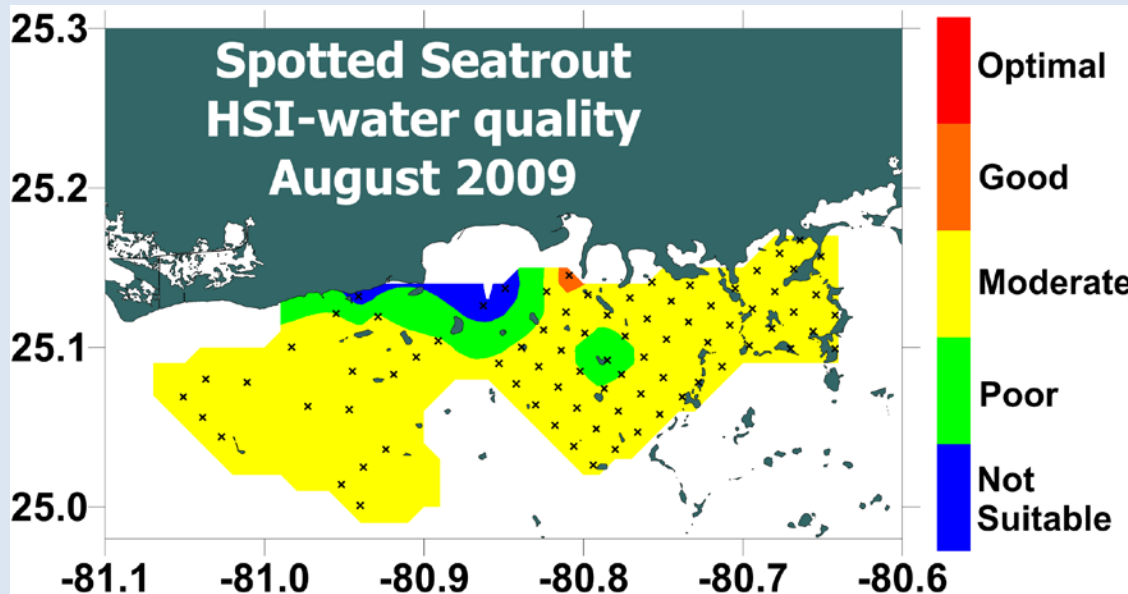 Spotted Seatrout
HSI-water quality
August 2009
25.3
25.2
25.1
25.0
-81.1 -81.0 -80.9 -80.8 -80.7 -80.6
Optimal
Good
Moderate
Poor
Not
Suitable